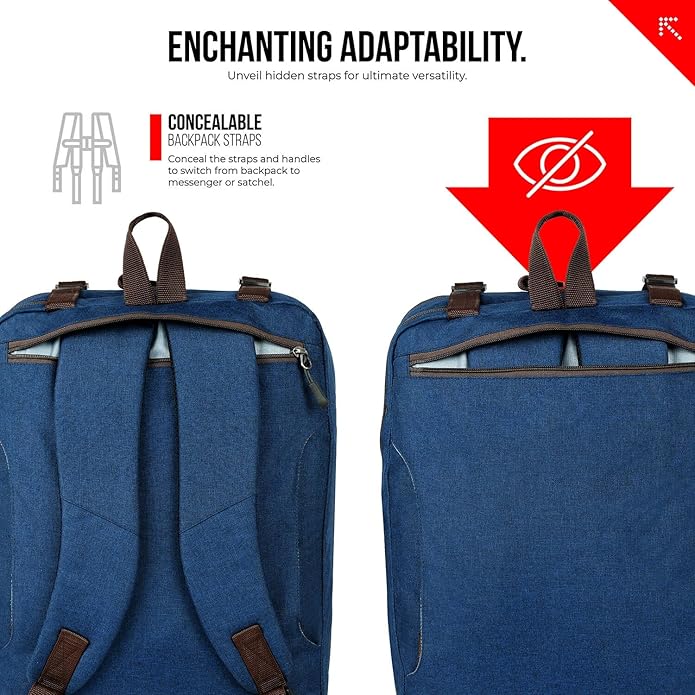 ENCHANTING ADAPTABILITY.
Unveil hidden straps for ultimate versatility.
CONCEALABLE
BACKPACK STRAPS
Conceal the straps and handles
to switch from backpack to
messenger or satchel.